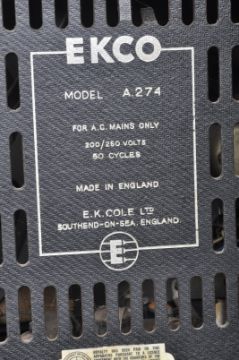 EKCO
MODEL A.274
FOR A.C. MAINS ONLY
200/250 VOLTS
50 CYCLES
MADE IN ENGLAND
E.K. COLE LTD
SOUTHEND-ON-SEA, ENGLAND.
E